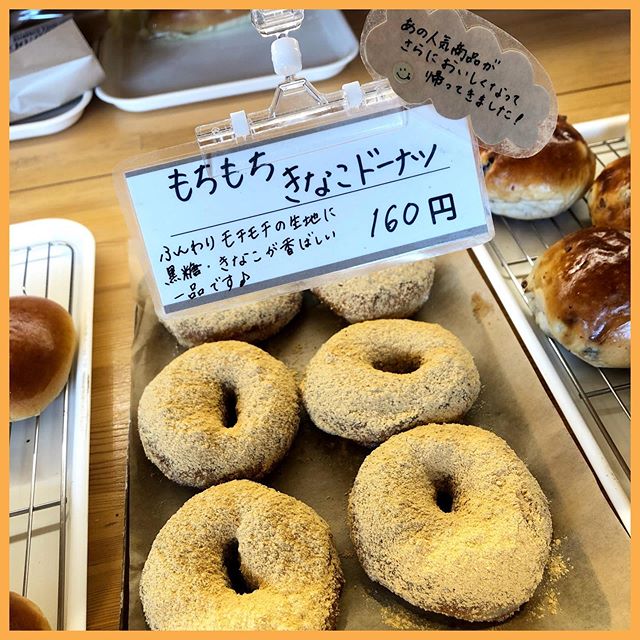 あの人気商品が
さらにおいしくなって
帰ってきました!
もちもち きなこドーナツ
ふんわりモチモチの生地に
黒糖・きなこが香ばしい
一品です♪
160円